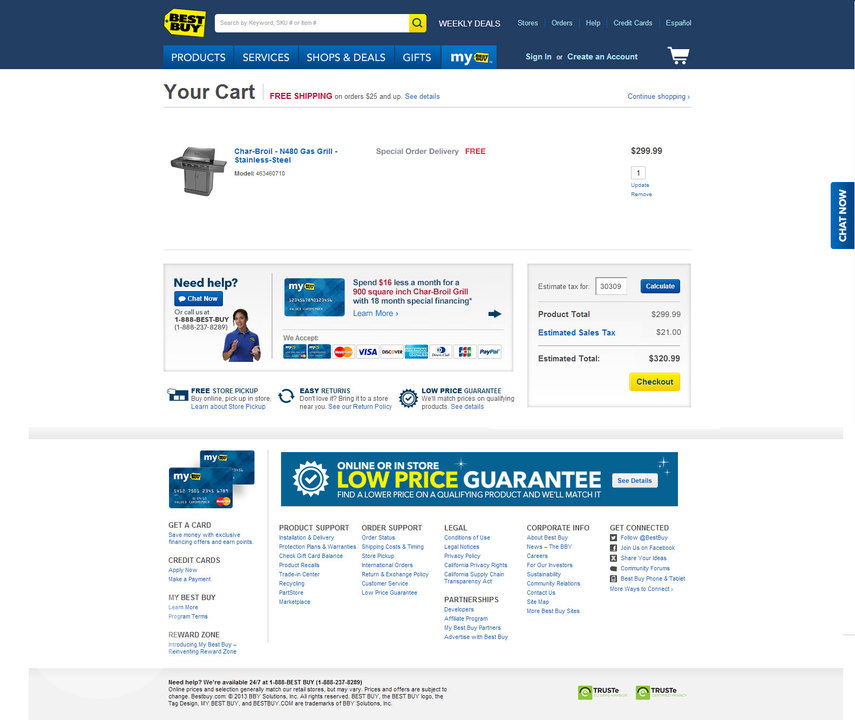 BEST BUY
Search by Keyword, SKU # or Item #
WEEKLY DEALS
Stores
Orders
Help
Credit Cards
Español
PRODUCTS
SERVICES
SHOPS & DEALS
GIFTS
my BEST BUY
Sign In or Create an Account
Your Cart
FREE SHIPPING on orders $25 and up. See details
Continue shopping ›
Char-Broil - N480 Gas Grill -
Stainless-Steel
Model: 463460710
Special Order Delivery FREE
$299.99
1
Update
Remove
CHAT NOW
Need help?
Chat Now
Or call us at
1-888-BEST-BUY
(1-888-237-8289)
my BEST BUY
Spend $16 less a month for a
900 square inch Char-Broil Grill
with 18 month special financing*
Learn More ›
We Accept:
MasterCard
VISA
DISCOVER
JCB
PayPal
Estimate tax for: 30309 Calculate
Product Total $299.99
Estimated Sales Tax $21.00
Estimated Total: $320.99
Checkout
FREE STORE PICKUP
Buy online, pick up in store.
Learn about Store Pickup
EASY RETURNS
Don't love it? Bring it to a store
near you. See our Return Policy
LOW PRICE GUARANTEE
We'll match prices on qualifying
products. See details
my BEST BUY
my BEST BUY
ONLINE OR IN STORE
LOW PRICE GUARANTEE
FIND A LOWER PRICE ON A QUALIFYING PRODUCT AND WE'LL MATCH IT
See Details
GET A CARD
Save money with exclusive
financing offers and earn points.
CREDIT CARDS
Apply Now
Make a Payment
MY BEST BUY
Learn More
Program Terms
REWARD ZONE
Introducing My Best Buy –
Reinventing Reward Zone
PRODUCT SUPPORT
Installation & Delivery
Protection Plans & Warranties
Check Gift Card Balance
Product Recalls
Trade-in Center
Recycling
PartStore
Marketplace
ORDER SUPPORT
Order Status
Shipping Costs & Timing
Store Pickup
International Orders
Return & Exchange Policy
Customer Service
Low Price Guarantee
LEGAL
Conditions of Use
Legal Notices
Privacy Policy
California Privacy Rights
California Supply Chain
Transparency Act
PARTNERSHIPS
Developers
Affiliate Program
My Best Buy Partners
Advertise with Best Buy
CORPORATE INFO
About Best Buy
News – The BBY
Careers
For Our Investors
Sustainability
Community Relations
Contact Us
Site Map
More Best Buy Sites
GET CONNECTED
Follow @BestBuy
Join Us on Facebook
Share Your Ideas
Community Forums
Best Buy Phone & Tablet
More Ways to Connect ›
Need help? We're available 24/7 at 1-888-BEST BUY (1-888-237-8289)
Online prices and selection generally match our retail stores, but may vary. Prices and offers are subject to
change. Bestbuy.com: © 2013 BBY Solutions, Inc. All rights reserved. BEST BUY, the BEST BUY logo, the
Tag Design, MY BEST BUY, and BESTBUY.COM are trademarks of BBY Solutions, Inc.
TRUSTe
TRUSTe